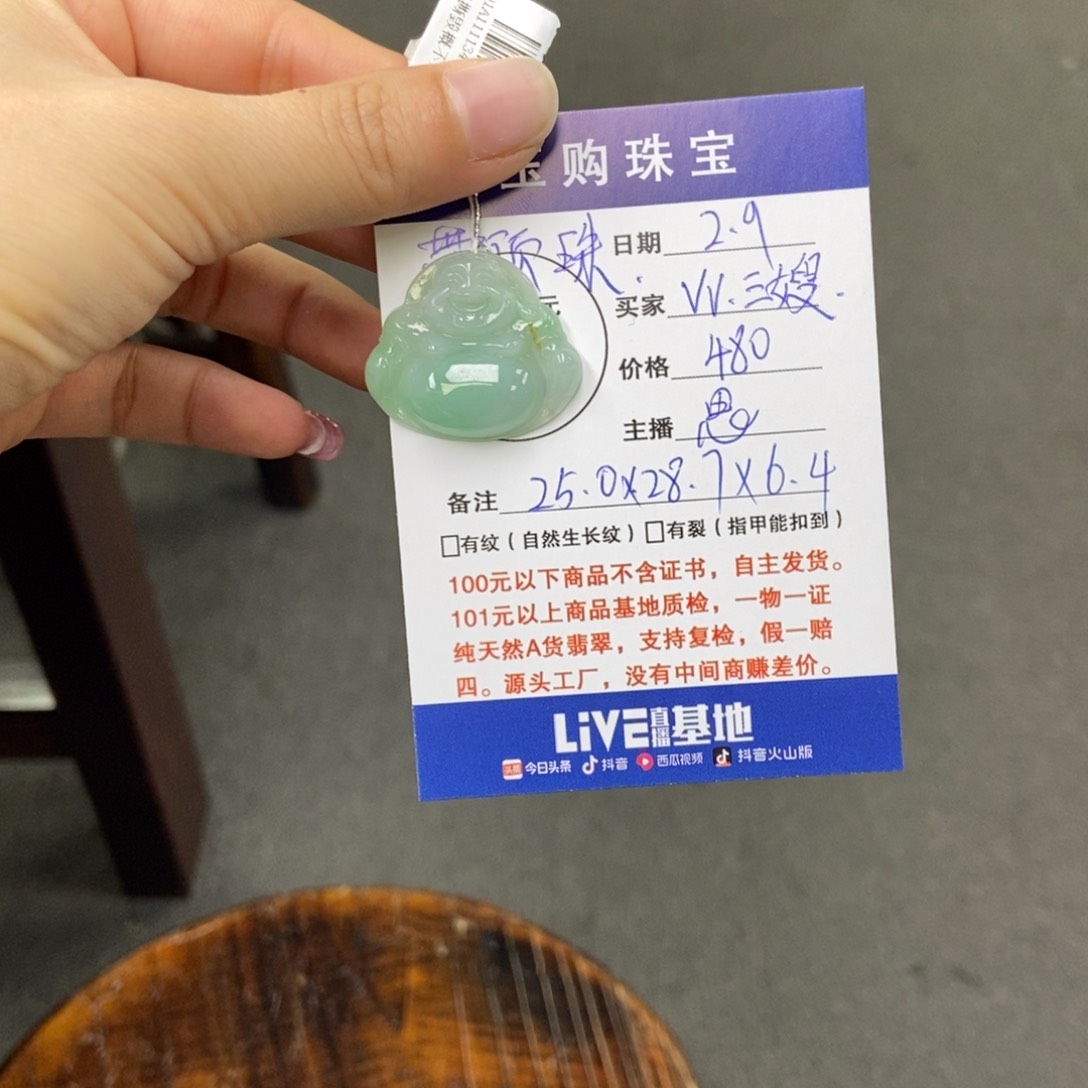 购珠宝
顶珠.
日期 2.9
元
买家 VV.三嫂.
价格 480
主播 思
备注 25.0x28.7x6.4
□有纹（自然生长纹）□有裂（指甲能扣到）
100元以下商品不含证书，自主发货。
101元以上商品基地质检，一物一证
纯天然A货翡翠，支持复检，假一赔
四。源头工厂，没有中间商赚差价。
LiVE直播基地
头条 今日头条 抖音 西瓜视频 抖音火山版